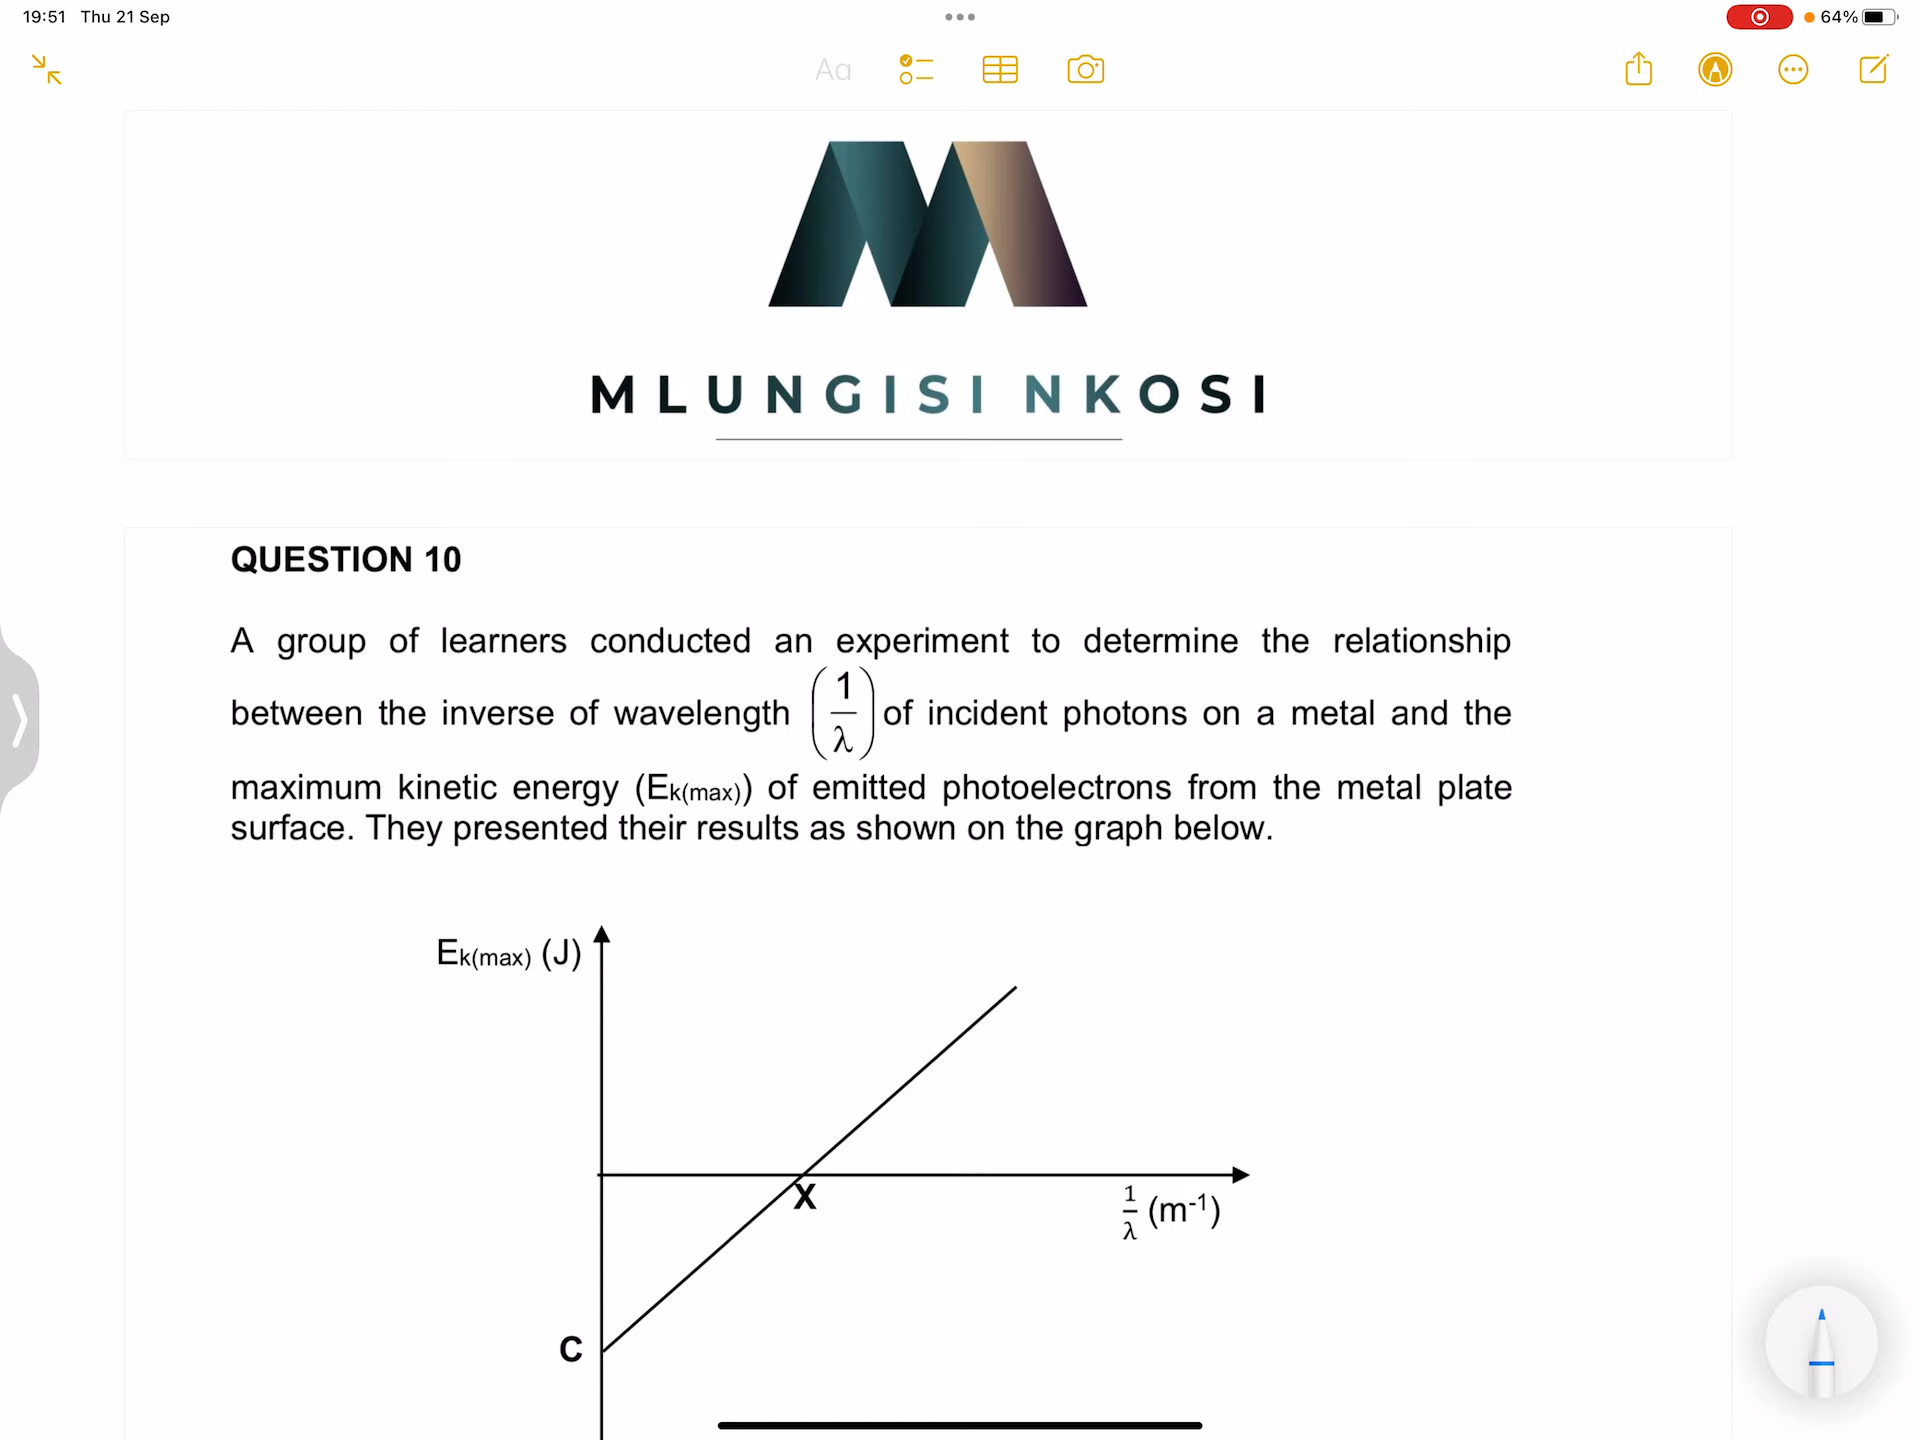 19:51 Thu 21 Sep
64%
Aa
MLUNGISI NKOSI
QUESTION 10
A group of learners conducted an experiment to determine the relationship
between the inverse of wavelength (1/λ) of incident photons on a metal and the
maximum kinetic energy (Ek(max)) of emitted photoelectrons from the metal plate
surface. They presented their results as shown on the graph below.
Ek(max) (J)
X
1/λ (m-1)
C